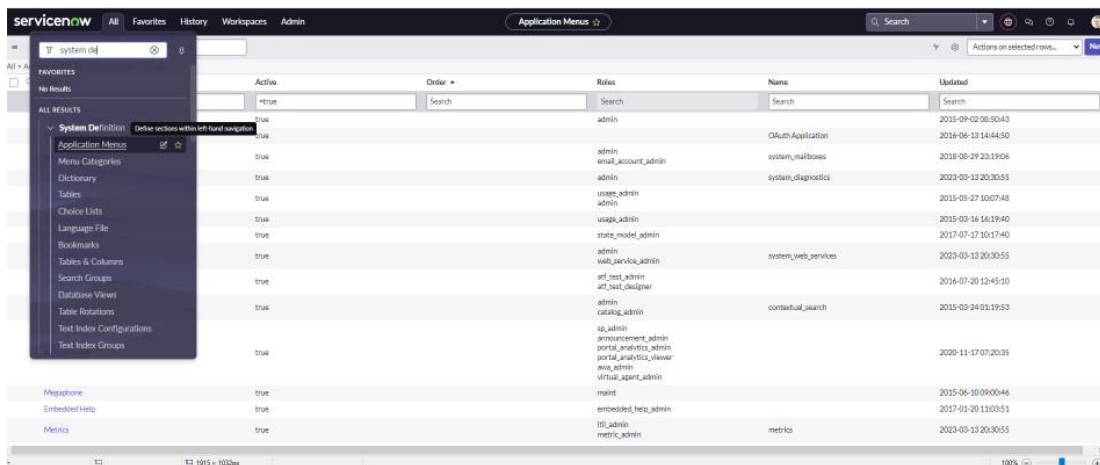 servicenow All Favorites History Workspaces Admin Application Menus Search
system de Actions on selected rows...
FAVORITES
No Results
ALL RESULTS
System Definition
Define sections within left-hand navigation
Application Menus
Menu Categories
Dictionary
Tables
Choice Lists
Language File
Bookmarks
Tables & Columns
Search Groups
Database Views
Table Rotations
Text Index Configurations
Text Index Groups
Active Order Roles Name Updated
=true Search Search Search Search
true admin 2015-09-02 08:50:43
true OAuth Application 2016-06-13 14:44:50
true admin
email_account_admin system_mailboxes 2018-08-29 23:19:06
true admin system_diagnostics 2023-03-13 20:30:55
true usage_admin
admin 2015-05-27 10:07:48
true usage_admin 2015-03-16 16:19:40
true state_model_admin 2017-07-17 10:17:40
true admin
web_service_admin system_web_services 2023-03-13 20:30:55
true atf_test_admin
atf_test_designer 2016-07-20 12:45:10
true admin
catalog_admin contextual_search 2015-03-24 01:19:53
true sp_admin
announcement_admin
portal_analytics_admin
portal_analytics_viewer
awa_admin
virtual_agent_admin 2020-11-17 07:20:35
Megaphone true maint 2015-06-10 09:00:46
Embedded Help true embedded_help_admin 2017-01-20 11:03:51
Metrics true itil_admin
metric_admin metrics 2023-03-13 20:30:55
1915 × 1032px 100%